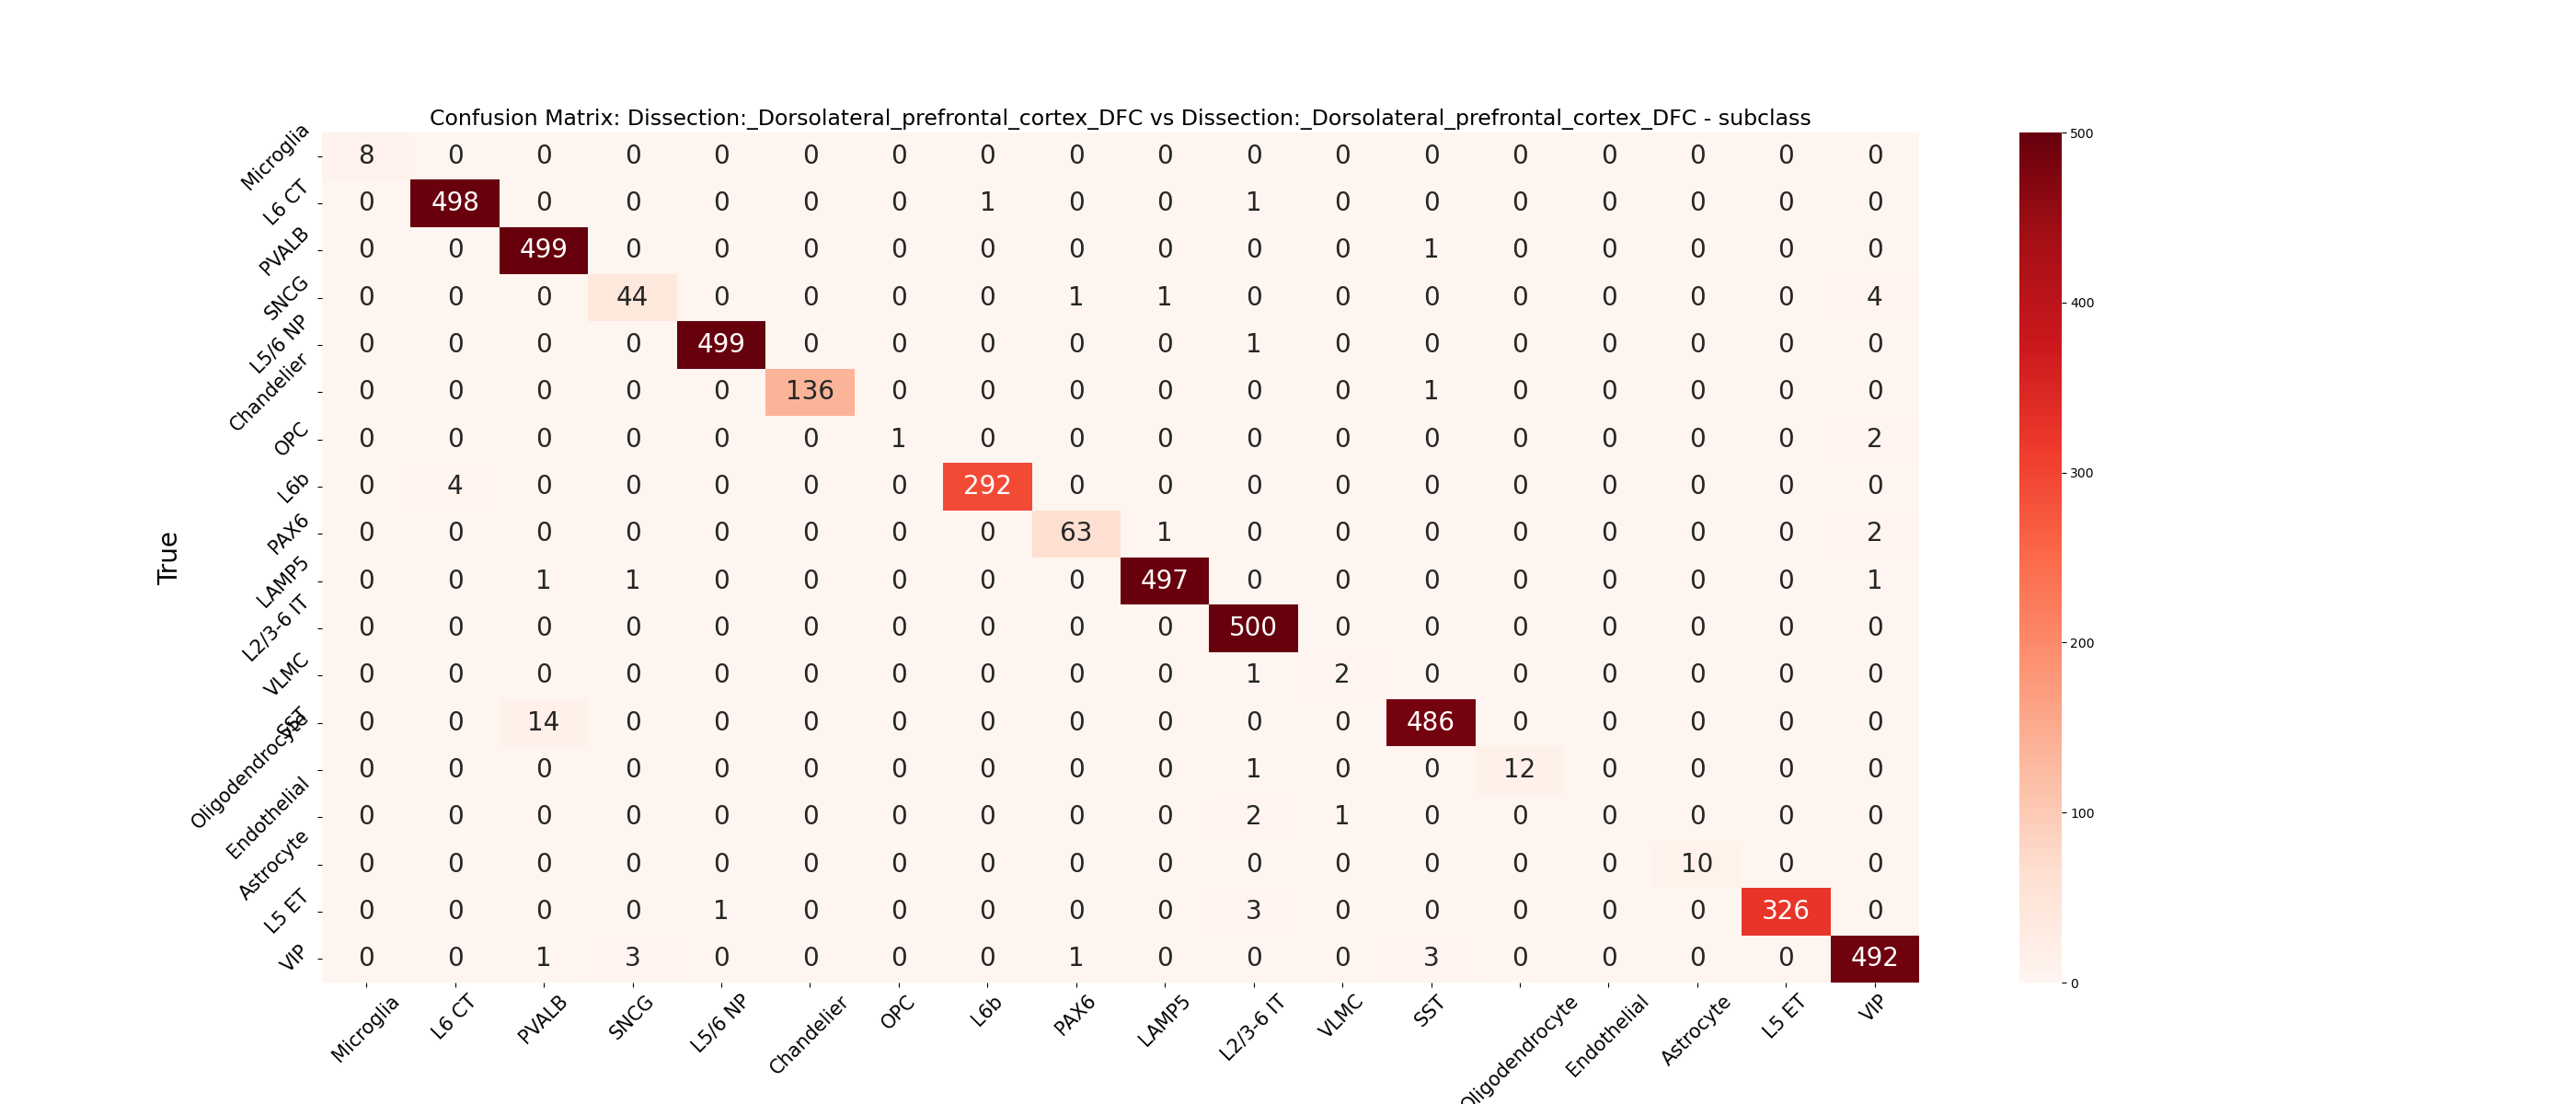 Confusion Matrix: Dissection:_Dorsolateral_prefrontal_cortex_DFC vs Dissection:_Dorsolateral_prefrontal_cortex_DFC - subclass
True
Microglia 8 0 0 0 0 0 0 0 0 0 0 0 0 0 0 0 0 0
L6 CT 0 498 0 0 0 0 0 1 0 0 1 0 0 0 0 0 0 0
PVALB 0 0 499 0 0 0 0 0 0 0 0 0 1 0 0 0 0 0
SNCG 0 0 0 44 0 0 0 0 1 1 0 0 0 0 0 0 0 4
L5/6 NP 0 0 0 0 499 0 0 0 0 0 1 0 0 0 0 0 0 0
Chandelier 0 0 0 0 0 136 0 0 0 0 0 0 1 0 0 0 0 0
OPC 0 0 0 0 0 0 1 0 0 0 0 0 0 0 0 0 0 2
L6b 0 4 0 0 0 0 0 292 0 0 0 0 0 0 0 0 0 0
PAX6 0 0 0 0 0 0 0 0 63 1 0 0 0 0 0 0 0 2
LAMP5 0 0 1 1 0 0 0 0 0 497 0 0 0 0 0 0 0 1
L2/3-6 IT 0 0 0 0 0 0 0 0 0 0 500 0 0 0 0 0 0 0
VLMC 0 0 0 0 0 0 0 0 0 0 1 2 0 0 0 0 0 0
SST 0 0 14 0 0 0 0 0 0 0 0 0 486 0 0 0 0 0
Oligodendrocyte 0 0 0 0 0 0 0 0 0 0 1 0 0 12 0 0 0 0
Endothelial 0 0 0 0 0 0 0 0 0 0 2 1 0 0 0 0 0 0
Astrocyte 0 0 0 0 0 0 0 0 0 0 0 0 0 0 0 10 0 0
L5 ET 0 0 0 0 1 0 0 0 0 0 3 0 0 0 0 0 326 0
VIP 0 0 1 3 0 0 0 0 1 0 0 0 3 0 0 0 0 492
Microglia L6 CT PVALB SNCG L5/6 NP Chandelier OPC L6b PAX6 LAMP5 L2/3-6 IT VLMC SST Oligodendrocyte Endothelial Astrocyte L5 ET VIP
500
400
300
200
100
0